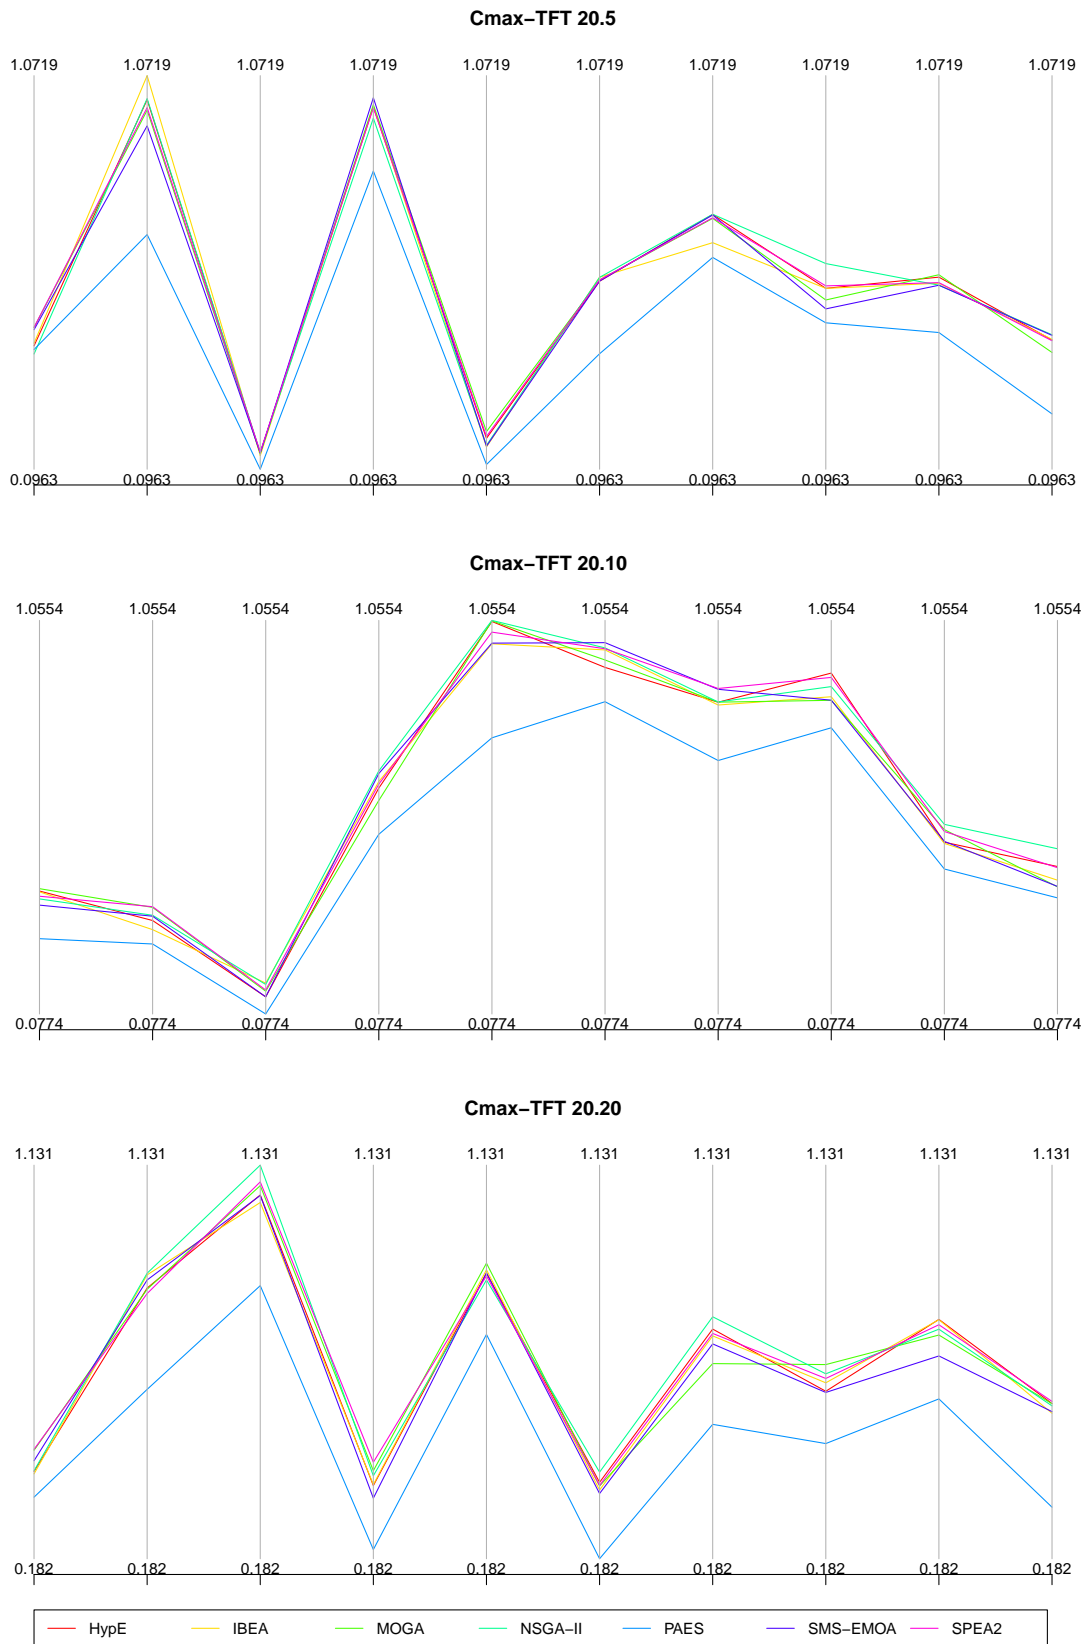 Cmax−TFT 20.5
1.0719 1.0719 1.0719 1.0719 1.0719 1.0719 1.0719 1.0719 1.0719 1.0719
0.0963 0.0963 0.0963 0.0963 0.0963 0.0963 0.0963 0.0963 0.0963 0.0963
Cmax−TFT 20.10
1.0554 1.0554 1.0554 1.0554 1.0554 1.0554 1.0554 1.0554 1.0554 1.0554
0.0774 0.0774 0.0774 0.0774 0.0774 0.0774 0.0774 0.0774 0.0774 0.0774
Cmax−TFT 20.20
1.131 1.131 1.131 1.131 1.131 1.131 1.131 1.131 1.131 1.131
0.182 0.182 0.182 0.182 0.182 0.182 0.182 0.182 0.182 0.182
HypE IBEA MOGA NSGA−II PAES SMS−EMOA SPEA2